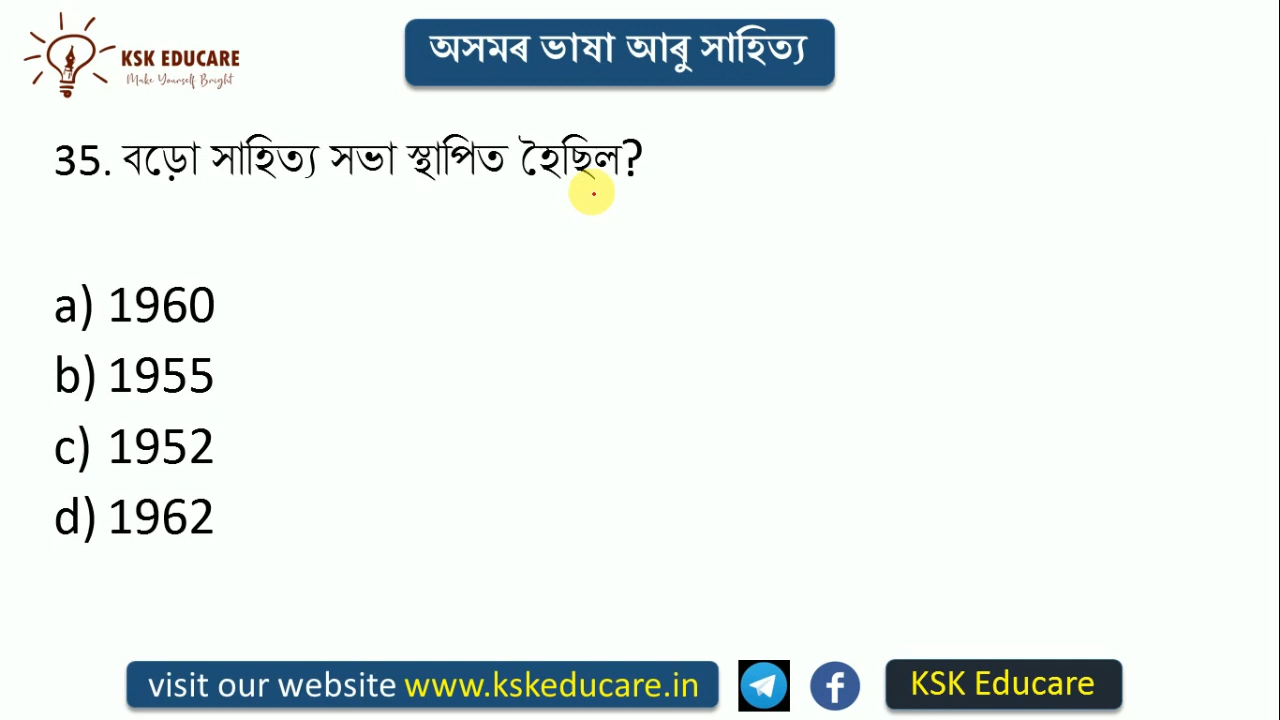 KSK EDUCARE
Make Yourself Bright
অসমৰ ভাষা আৰু সাহিত্য
35. বড়ো সাহিত্য সভা স্থাপিত হৈছিল?
a) 1960
b) 1955
c) 1952
d) 1962
visit our website www.kskeducare.in
KSK Educare